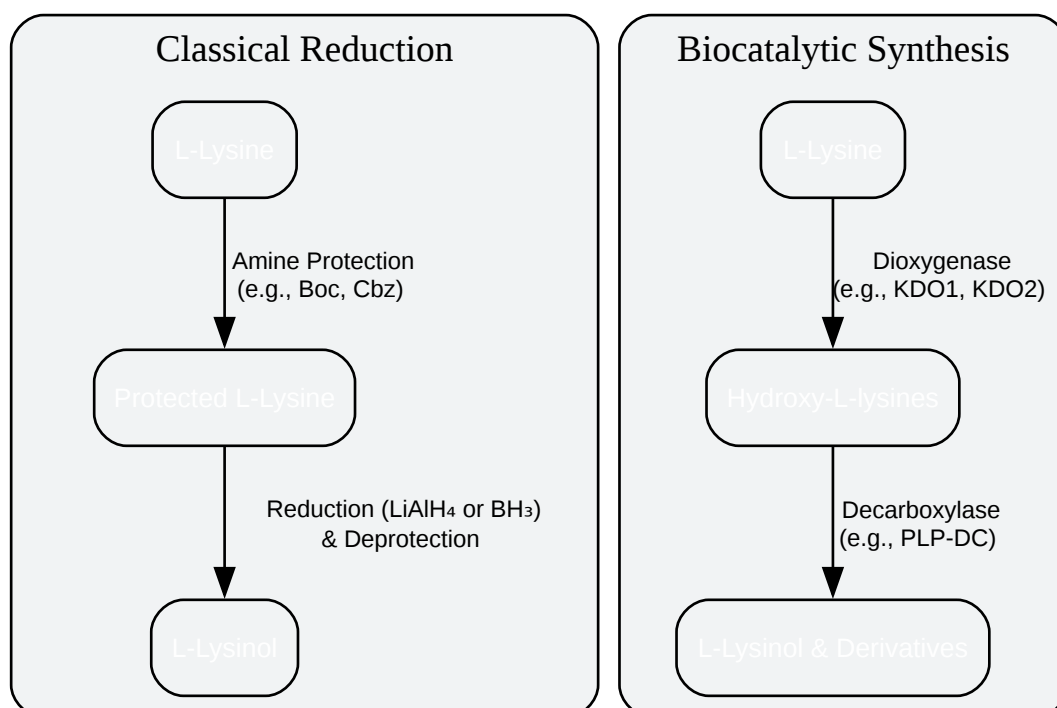 Classical Reduction
L-Lysine
Amine Protection
(e.g., Boc, Cbz)
Protected L-Lysine
Reduction (LiAlH₄ or BH₃)
& Deprotection
L-Lysinol
Biocatalytic Synthesis
L-Lysine
Dioxygenase
(e.g., KDO1, KDO2)
Hydroxy-L-lysines
Decarboxylase
(e.g., PLP-DC)
L-Lysinol & Derivatives